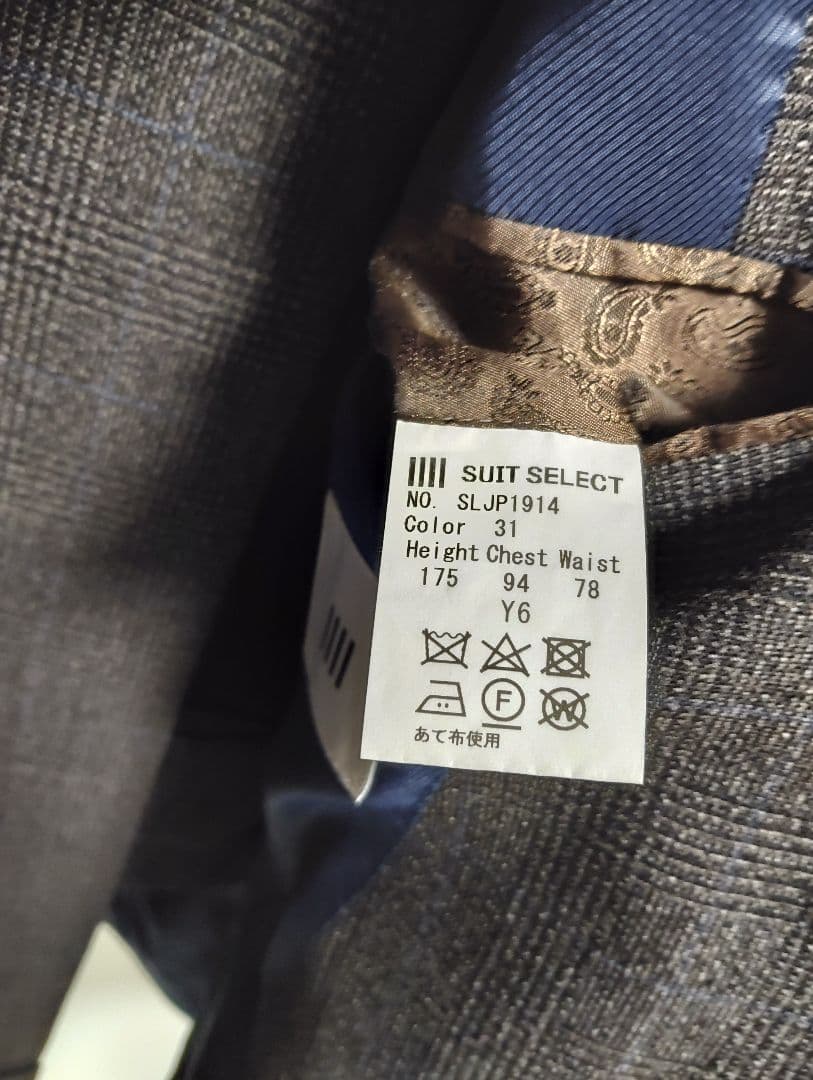 SUIT SELECT
NO. SLJP1914
Color 31
Height Chest Waist
175 94 78
Y6
F
W
あて布使用